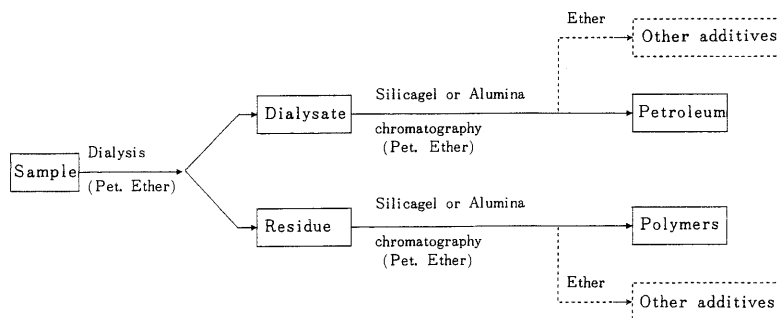 Ether
Other additives
Silicagel or Alumina
Dialysate
Petroleum
chromatography
(Pet. Ether)
Dialysis
Sample
(Pet. Ether)
Silicagel or Alumina
Residue
Polymers
chromatography
(Pet. Ether)
Ether
Other additives